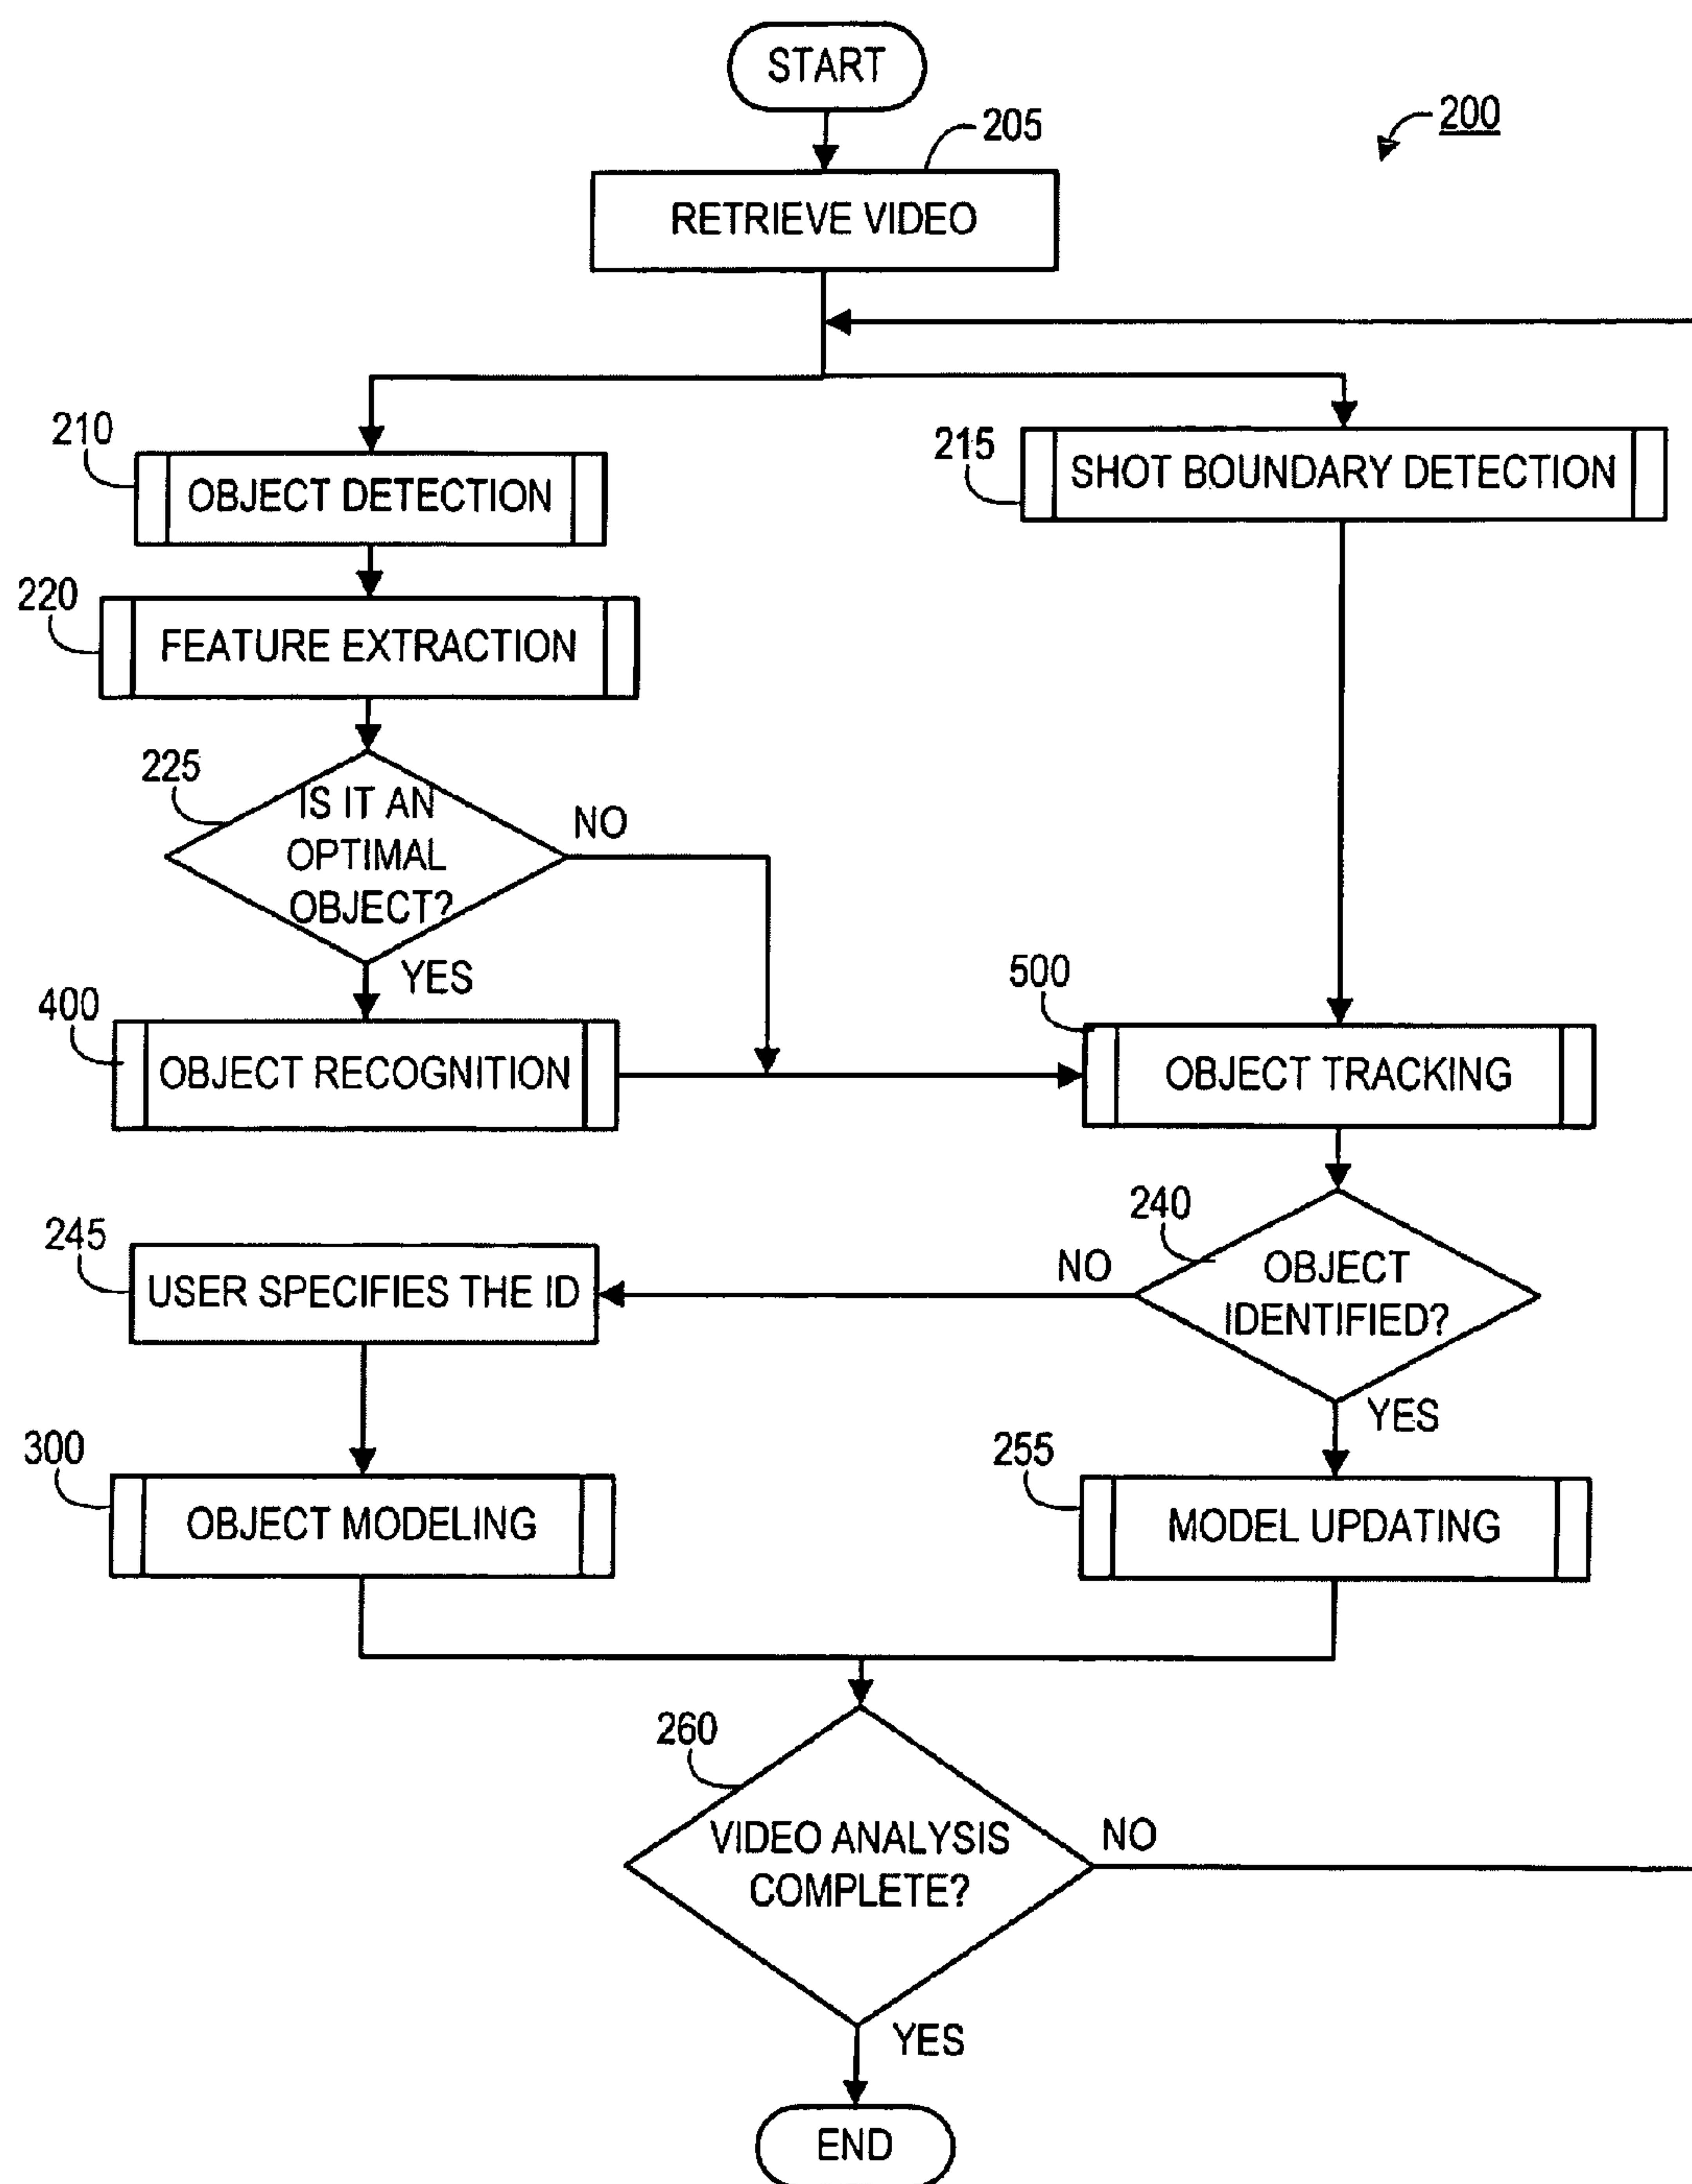 START
200
205
RETRIEVE VIDEO
210
OBJECT DETECTION
215
SHOT BOUNDARY DETECTION
220
FEATURE EXTRACTION
225
IS IT AN
OPTIMAL
OBJECT?
NO
YES
400
OBJECT RECOGNITION
500
OBJECT TRACKING
240
OBJECT
IDENTIFIED?
NO
YES
245
USER SPECIFIES THE ID
300
OBJECT MODELING
255
MODEL UPDATING
260
VIDEO ANALYSIS
COMPLETE?
NO
YES
END